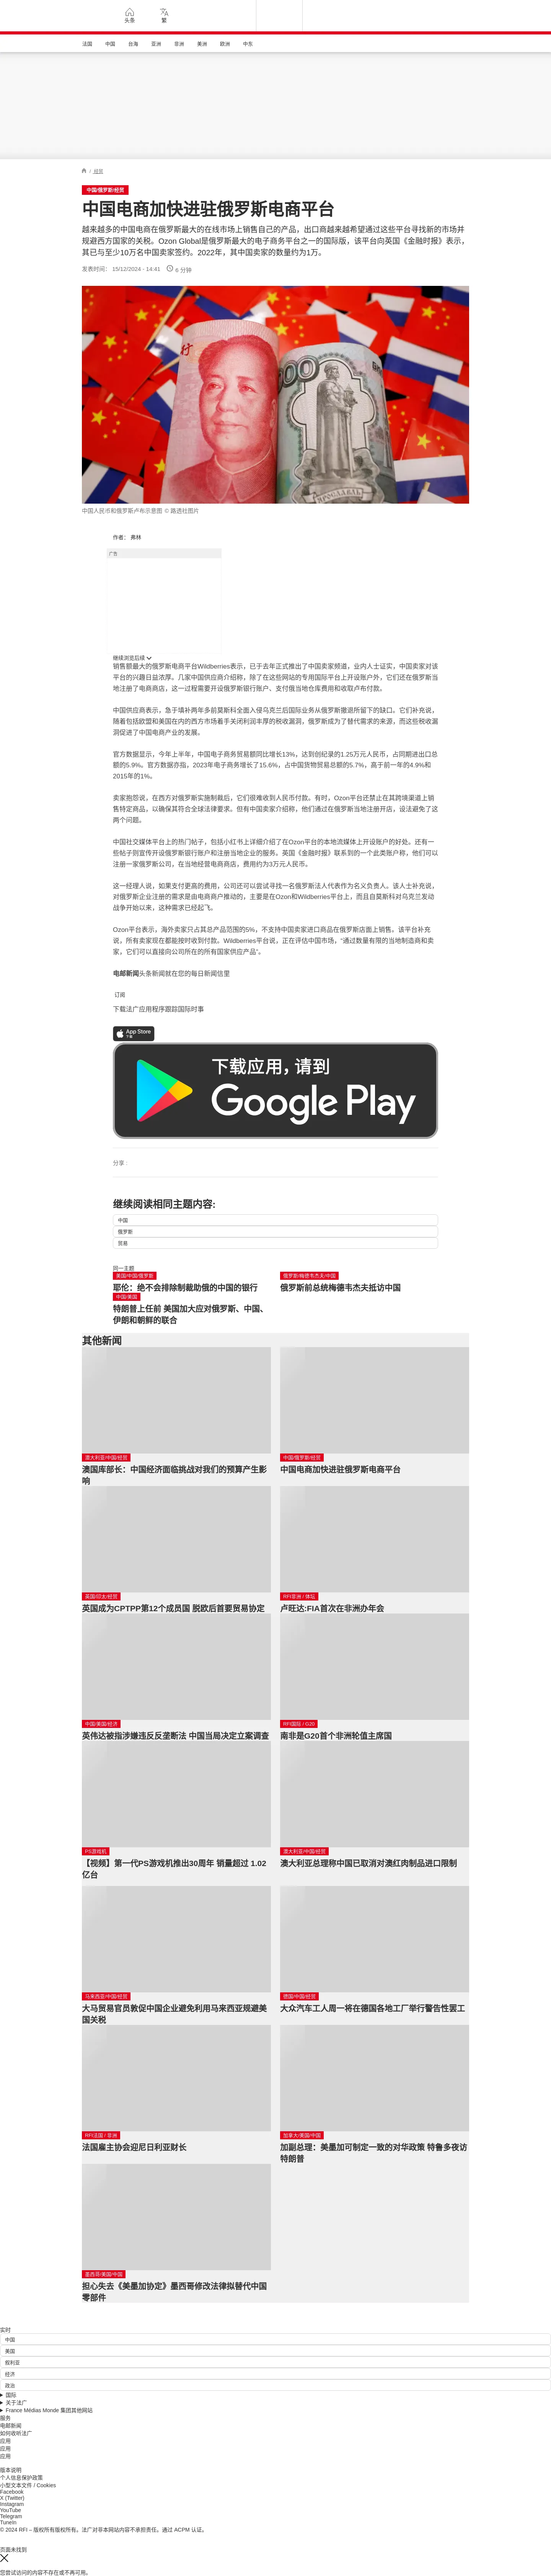 头条
繁
法国
中国
台海
亚洲
非洲
美洲
欧洲
中东
/ 经贸
中国/俄罗斯/经贸
中国电商加快进驻俄罗斯电商平台
越来越多的中国电商在俄罗斯最大的在线市场上销售自己的产品，出口商越来越希望通过这些平台寻找新的市场并
规避西方国家的关税。Ozon Global是俄罗斯最大的电子商务平台之一的国际版，该平台向英国《金融时报》表示，
其已与至少10万名中国卖家签约。2022年，其中国卖家的数量约为1万。
发表时间： 15/12/2024 - 14:41
6 分钟
中国人民币和俄罗斯卢布示意图 © 路透社图片
作者： 弗林
广告
继续浏览后续
销售额最大的俄罗斯电商平台Wildberries表示，已于去年正式推出了中国卖家频道，业内人证实，中国卖家对该
平台的兴趣日益浓厚。几家中国供应商介绍称，除了在这些网站的专用国际平台上开设账户外，它们还在俄罗斯当
地注册了电商商店，这一过程需要开设俄罗斯银行账户、支付俄当地仓库费用和收取卢布付款。
中国供应商表示，急于填补两年多前莫斯科全面入侵乌克兰后国际业务从俄罗斯撤退所留下的缺口。它们补充说，
随着包括欧盟和美国在内的西方市场着手关闭利润丰厚的税收漏洞，俄罗斯成为了替代需求的来源，而这些税收漏
洞促进了中国电商产业的发展。
官方数据显示，今年上半年，中国电子商务贸易额同比增长13%，达到创纪录的1.25万元人民币，占同期进出口总
额的5.9%。官方数据亦指，2023年电子商务增长了15.6%，占中国货物贸易总额的5.7%，高于前一年的4.9%和
2015年的1%。
卖家抱怨说，在西方对俄罗斯实施制裁后，它们很难收到人民币付款。有时，Ozon平台还禁止在其跨境渠道上销
售特定商品，以确保其符合全球法律要求。但有中国卖家介绍称，他们通过在俄罗斯当地注册开店，设法避免了这
两个问题。
中国社交媒体平台上的热门帖子，包括小红书上详细介绍了在Ozon平台的本地流媒体上开设账户的好处。还有一
些帖子则宣传开设俄罗斯银行账户和注册当地企业的服务。英国《金融时报》联系到的一个此类账户称，他们可以
注册一家俄罗斯公司，在当地经营电商商店，费用约为3万元人民币。
这一经理人说，如果支付更高的费用，公司还可以尝试寻找一名俄罗斯法人代表作为名义负责人。该人士补充说，
对俄罗斯企业注册的需求是由电商商户推动的，主要是在Ozon和Wildberries平台上，而且自莫斯科对乌克兰发动
战争开始以来，这种需求已经起飞。
Ozon平台表示，海外卖家只占其总产品范围的5%，不支持中国卖家进口商品在俄罗斯店面上销售。该平台补充
说，所有卖家现在都能按时收到付款。Wildberries平台说，正在评估中国市场，“通过数量有限的当地制造商和卖
家，它们可以直接向公司所在的所有国家供应产品”。
电邮新闻头条新闻就在您的每日新闻信里
订阅
下载法广应用程序跟踪国际时事
App Store
下载
下载应用，请到
Google Play
分享 :
继续阅读相同主题内容:
中国
俄罗斯
贸易
同一主题
美国/中国/俄罗斯
耶伦：绝不会排除制裁助俄的中国的银行
俄罗斯/梅德韦杰夫/中国
俄罗斯前总统梅德韦杰夫抵访中国
中国/美国
特朗普上任前 美国加大应对俄罗斯、中国、
伊朗和朝鲜的联合
其他新闻
澳大利亚/中国/经贸
澳国库部长：中国经济面临挑战对我们的预算产生影
响
中国/俄罗斯/经贸
中国电商加快进驻俄罗斯电商平台
英国/印太/经贸
英国成为CPTPP第12个成员国 脱欧后首要贸易协定
RFI亚洲 / 体坛
卢旺达:FIA首次在非洲办年会
中国/美国/经济
英伟达被指涉嫌违反反垄断法 中国当局决定立案调查
RFI国际 / G20
南非是G20首个非洲轮值主席国
PS游戏机
【视频】第一代PS游戏机推出30周年 销量超过 1.02
亿台
澳大利亚/中国/经贸
澳大利亚总理称中国已取消对澳红肉制品进口限制
马来西亚/中国/经贸
大马贸易官员敦促中国企业避免利用马来西亚规避美
国关税
德国/中国/经贸
大众汽车工人周一将在德国各地工厂举行警告性罢工
RFI法国 / 非洲
法国雇主协会迎尼日利亚财长
加拿大/美国/中国
加副总理：美墨加可制定一致的对华政策 特鲁多夜访
特朗普
墨西哥/美国/中国
担心失去《美墨加协定》墨西哥修改法律拟替代中国
零部件
实时
中国
美国
叙利亚
经济
政治
国际
关于法广
France Médias Monde 集团其他网站
服务
电邮新闻
如何收听法广
应用
应用
应用
版本说明
个人信息保护政策
小型文本文件 / Cookies
Facebook
X (Twitter)
Instagram
YouTube
Telegram
TuneIn
© 2024 RFI – 版权所有版权所有。法广对非本网站内容不承担责任。通过 ACPM 认证。
页面未找到
您尝试访问的内容不存在或不再可用。